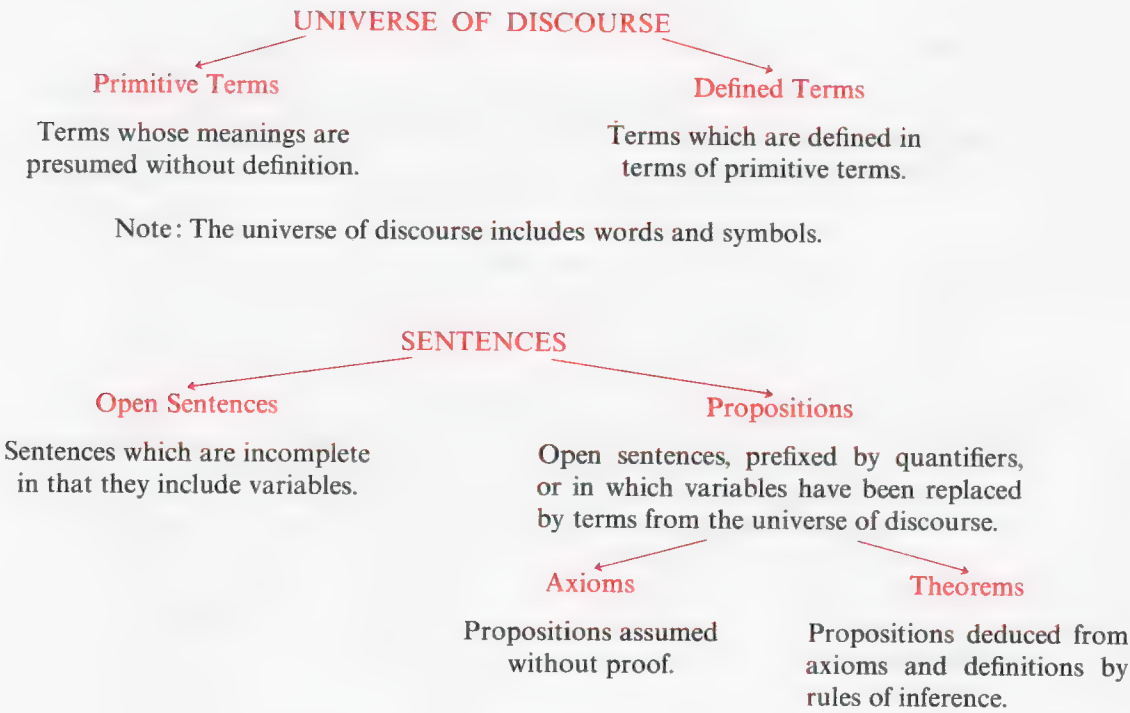 UNIVERSE OF DISCOURSE
Primitive Terms
Terms whose meanings are
presumed without definition.
Defined Terms
Terms which are defined in
terms of primitive terms.
Note: The universe of discourse includes words and symbols.
SENTENCES
Open Sentences
Sentences which are incomplete
in that they include variables.
Propositions
Open sentences, prefixed by quantifiers,
or in which variables have been replaced
by terms from the universe of discourse.
Axioms
Propositions assumed
without proof.
Theorems
Propositions deduced from
axioms and definitions by
rules of inference.